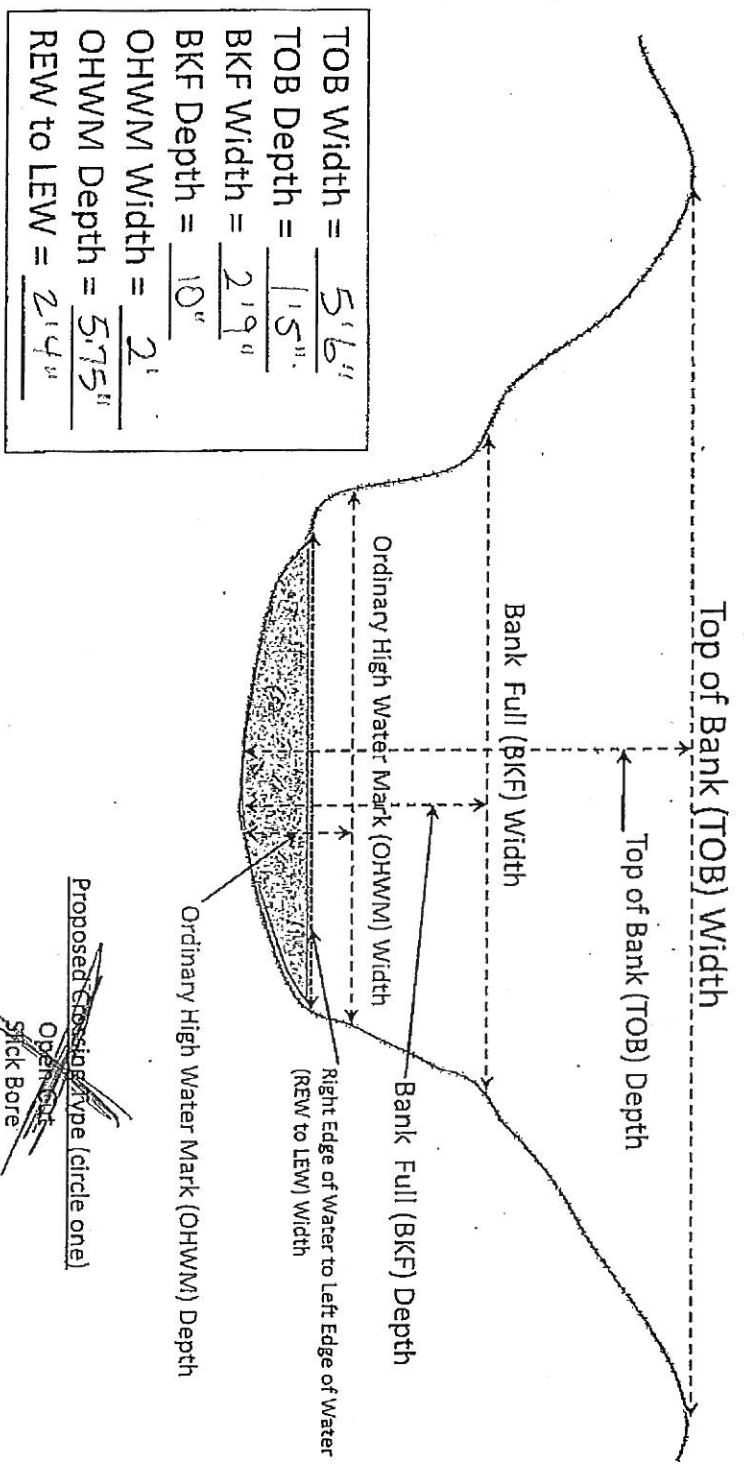 Top of Bank (TOB) Width
Top of Bank (TOB) Depth
Bank Full (BKF) Width
Bank Full (BKF) Depth
Ordinary High Water Mark (OHWM) Width
Right Edge of Water to Left Edge of Water
(REW to LEW) Width
Ordinary High Water Mark (OHWM) Depth
TOB Width = 5'6"
TOB Depth = 1'5"
BKF Width = 2'9"
BKF Depth = 10"
OHWM Width = 2'
OHWM Depth = 5.75"
REW to LEW = 2'4"
Proposed Crossing Type (circle one)
Open Cut
Slick Bore